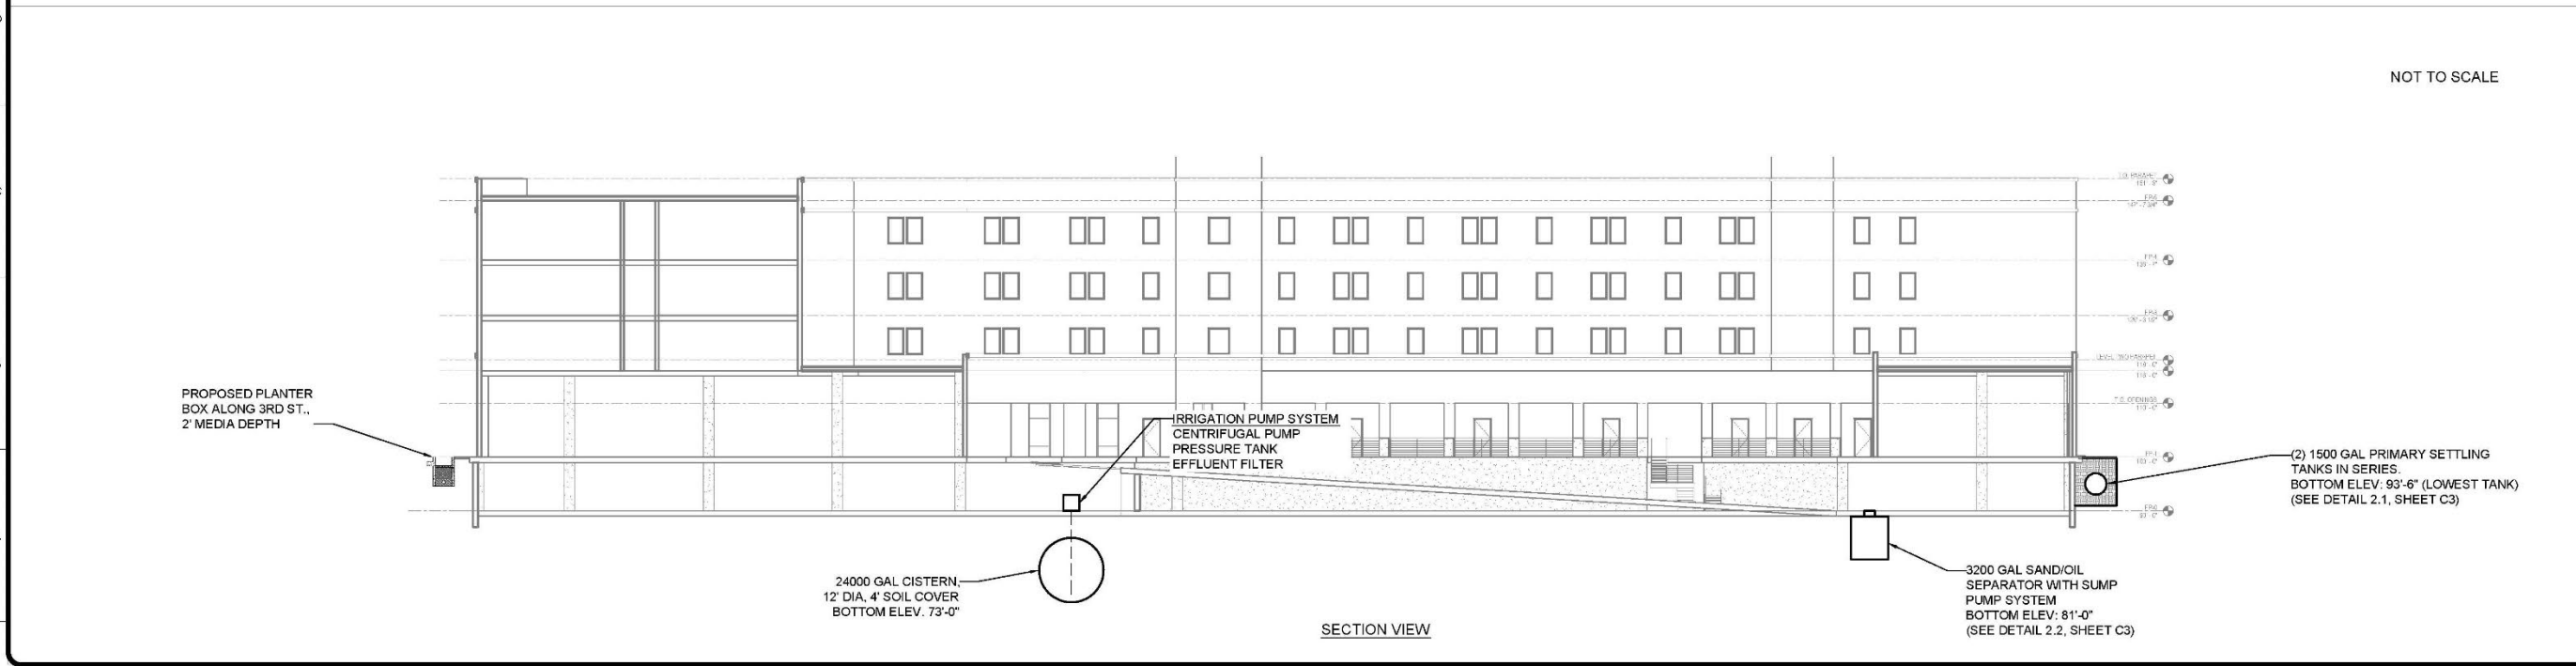 NOT TO SCALE
PROPOSED PLANTER
BOX ALONG 3RD ST.,
2' MEDIA DEPTH
IRRIGATION PUMP SYSTEM
CENTRIFUGAL PUMP
PRESSURE TANK
EFFLUENT FILTER
(2) 1500 GAL PRIMARY SETTLING
TANKS IN SERIES.
BOTTOM ELEV: 93'-6" (LOWEST TANK)
(SEE DETAIL 2.1, SHEET C3)
24000 GAL CISTERN,
12' DIA, 4' SOIL COVER
BOTTOM ELEV. 73'-0"
3200 GAL SAND/OIL
SEPARATOR WITH SUMP
PUMP SYSTEM
BOTTOM ELEV: 81'-0"
(SEE DETAIL 2.2, SHEET C3)
SECTION VIEW